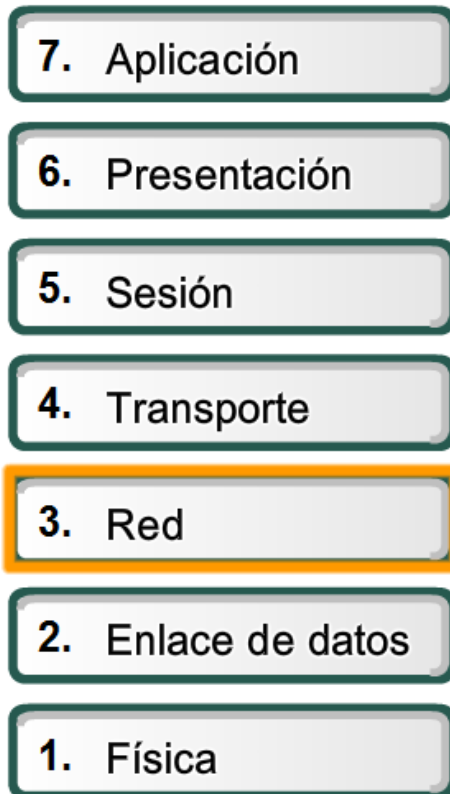 7. Aplicación
6. Presentación
5. Sesión
4. Transporte
3. Red
2. Enlace de datos
1. Física